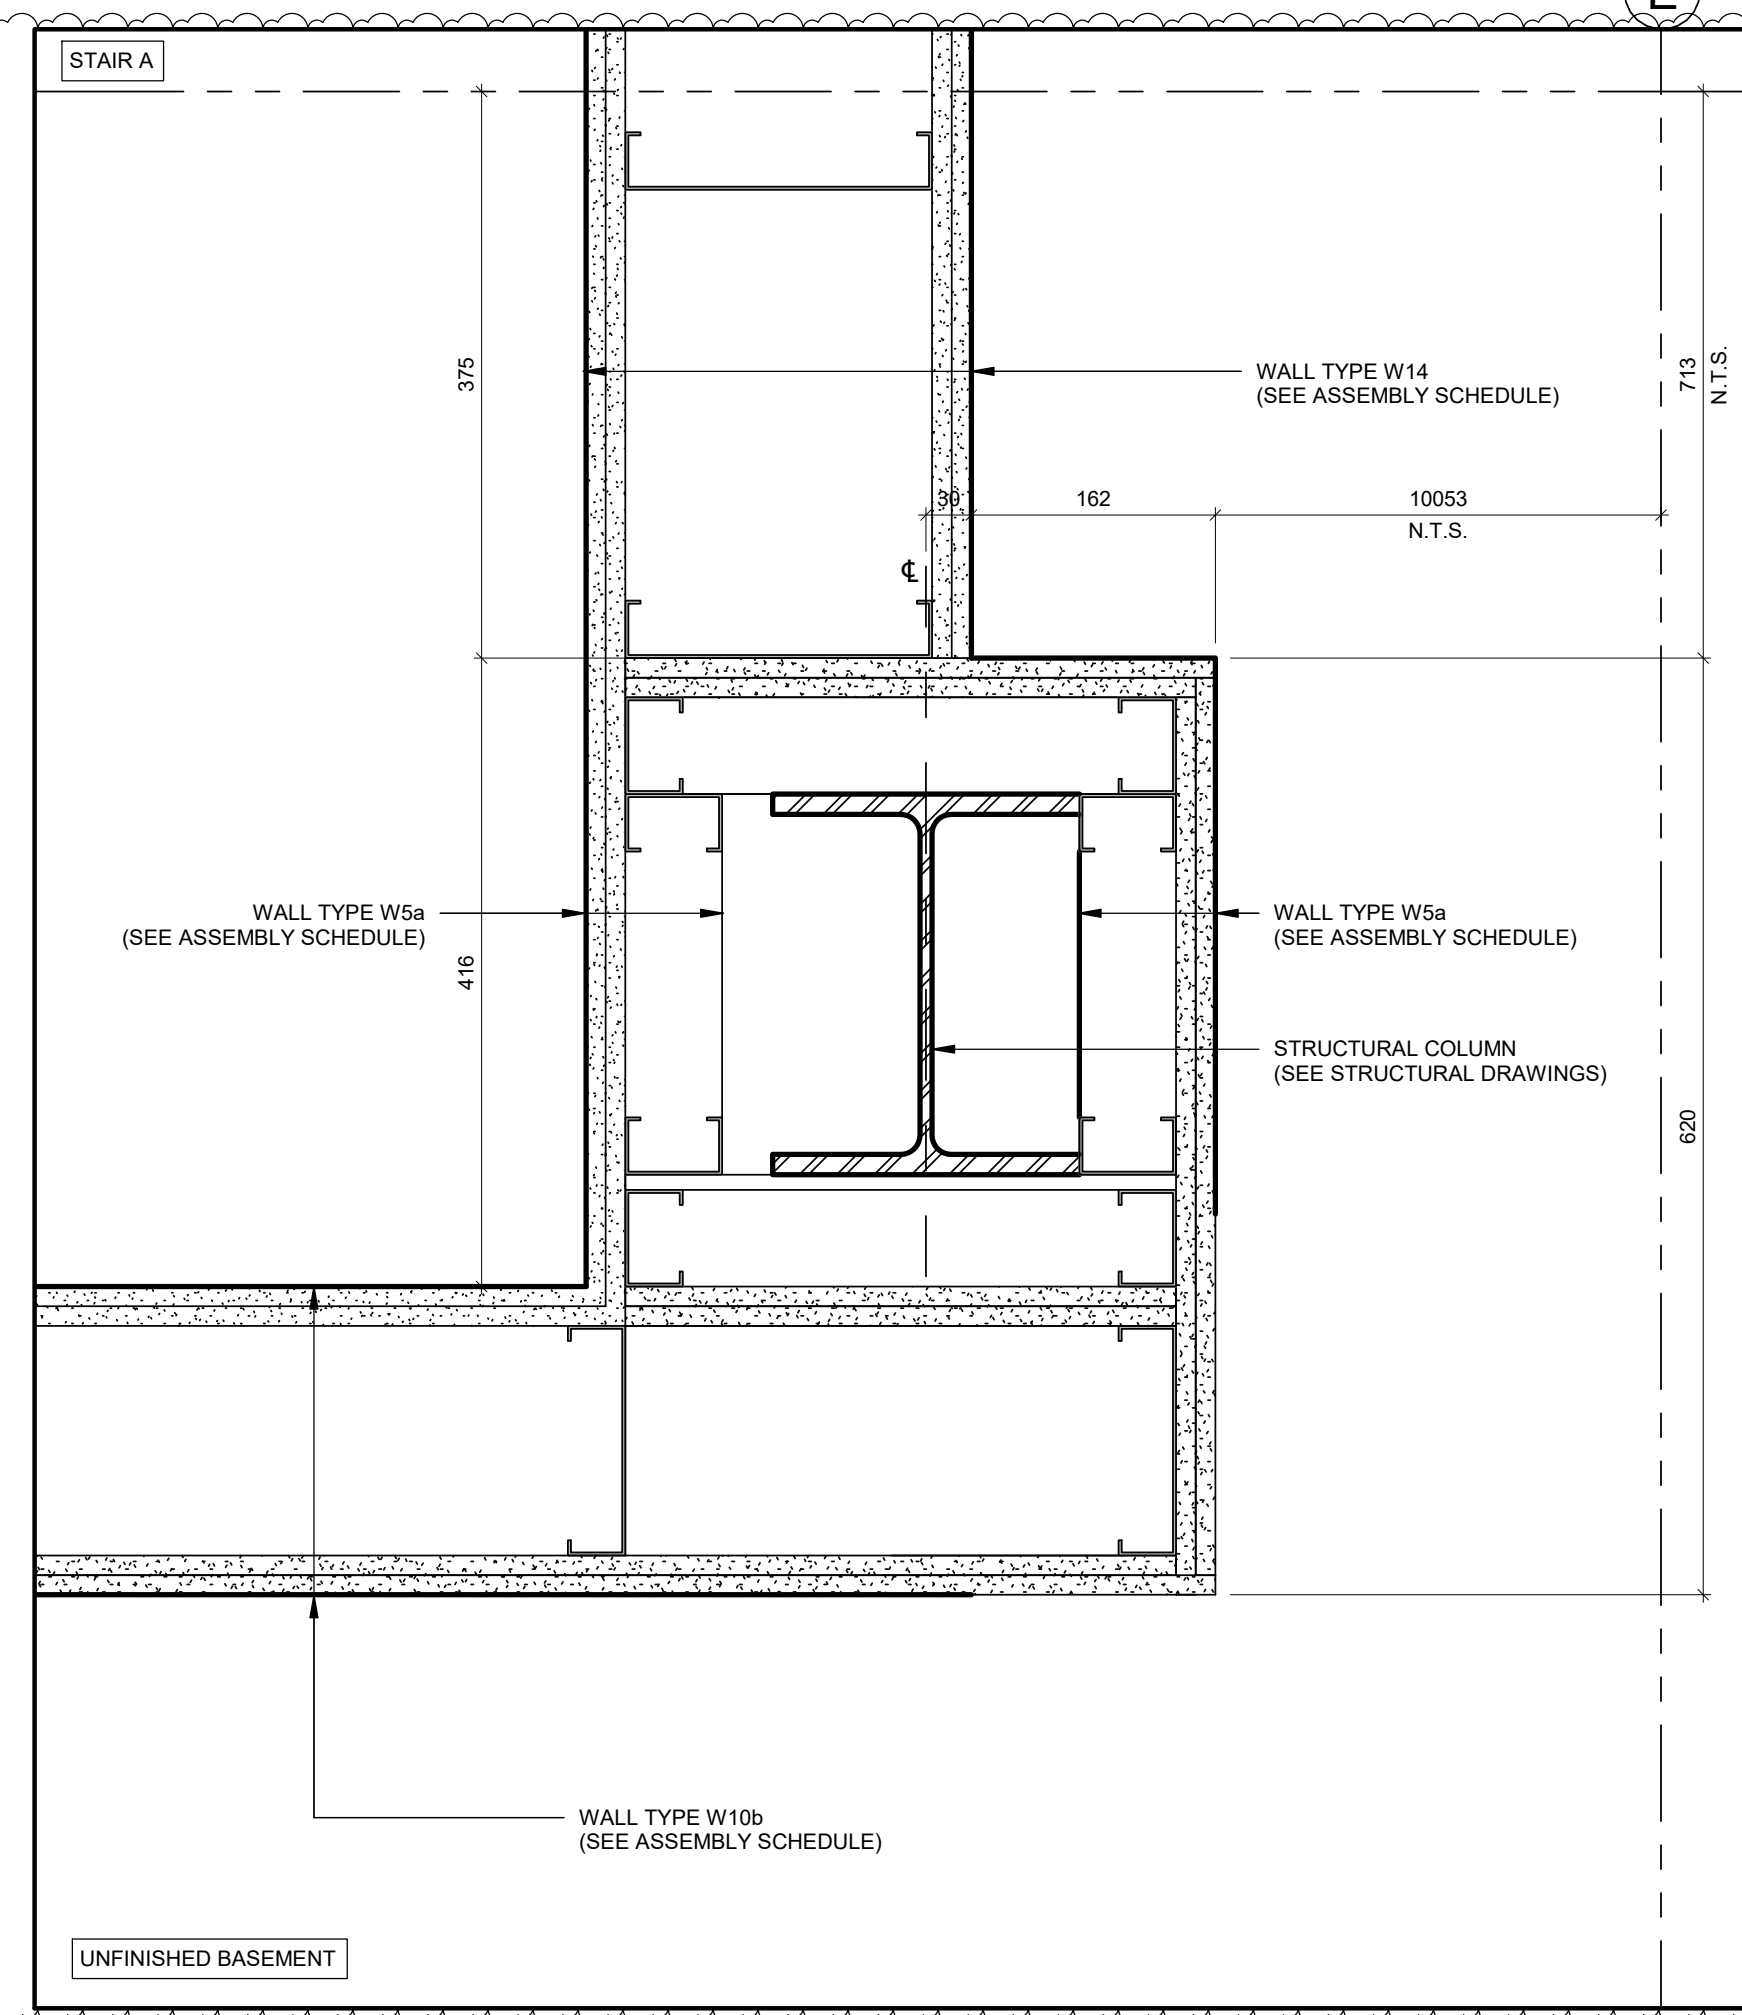 STAIR A
375
WALL TYPE W14
(SEE ASSEMBLY SCHEDULE)
713
N.T.S.
30
162
10053
N.T.S.
℄
WALL TYPE W5a
(SEE ASSEMBLY SCHEDULE)
416
WALL TYPE W5a
(SEE ASSEMBLY SCHEDULE)
STRUCTURAL COLUMN
(SEE STRUCTURAL DRAWINGS)
620
WALL TYPE W10b
(SEE ASSEMBLY SCHEDULE)
UNFINISHED BASEMENT